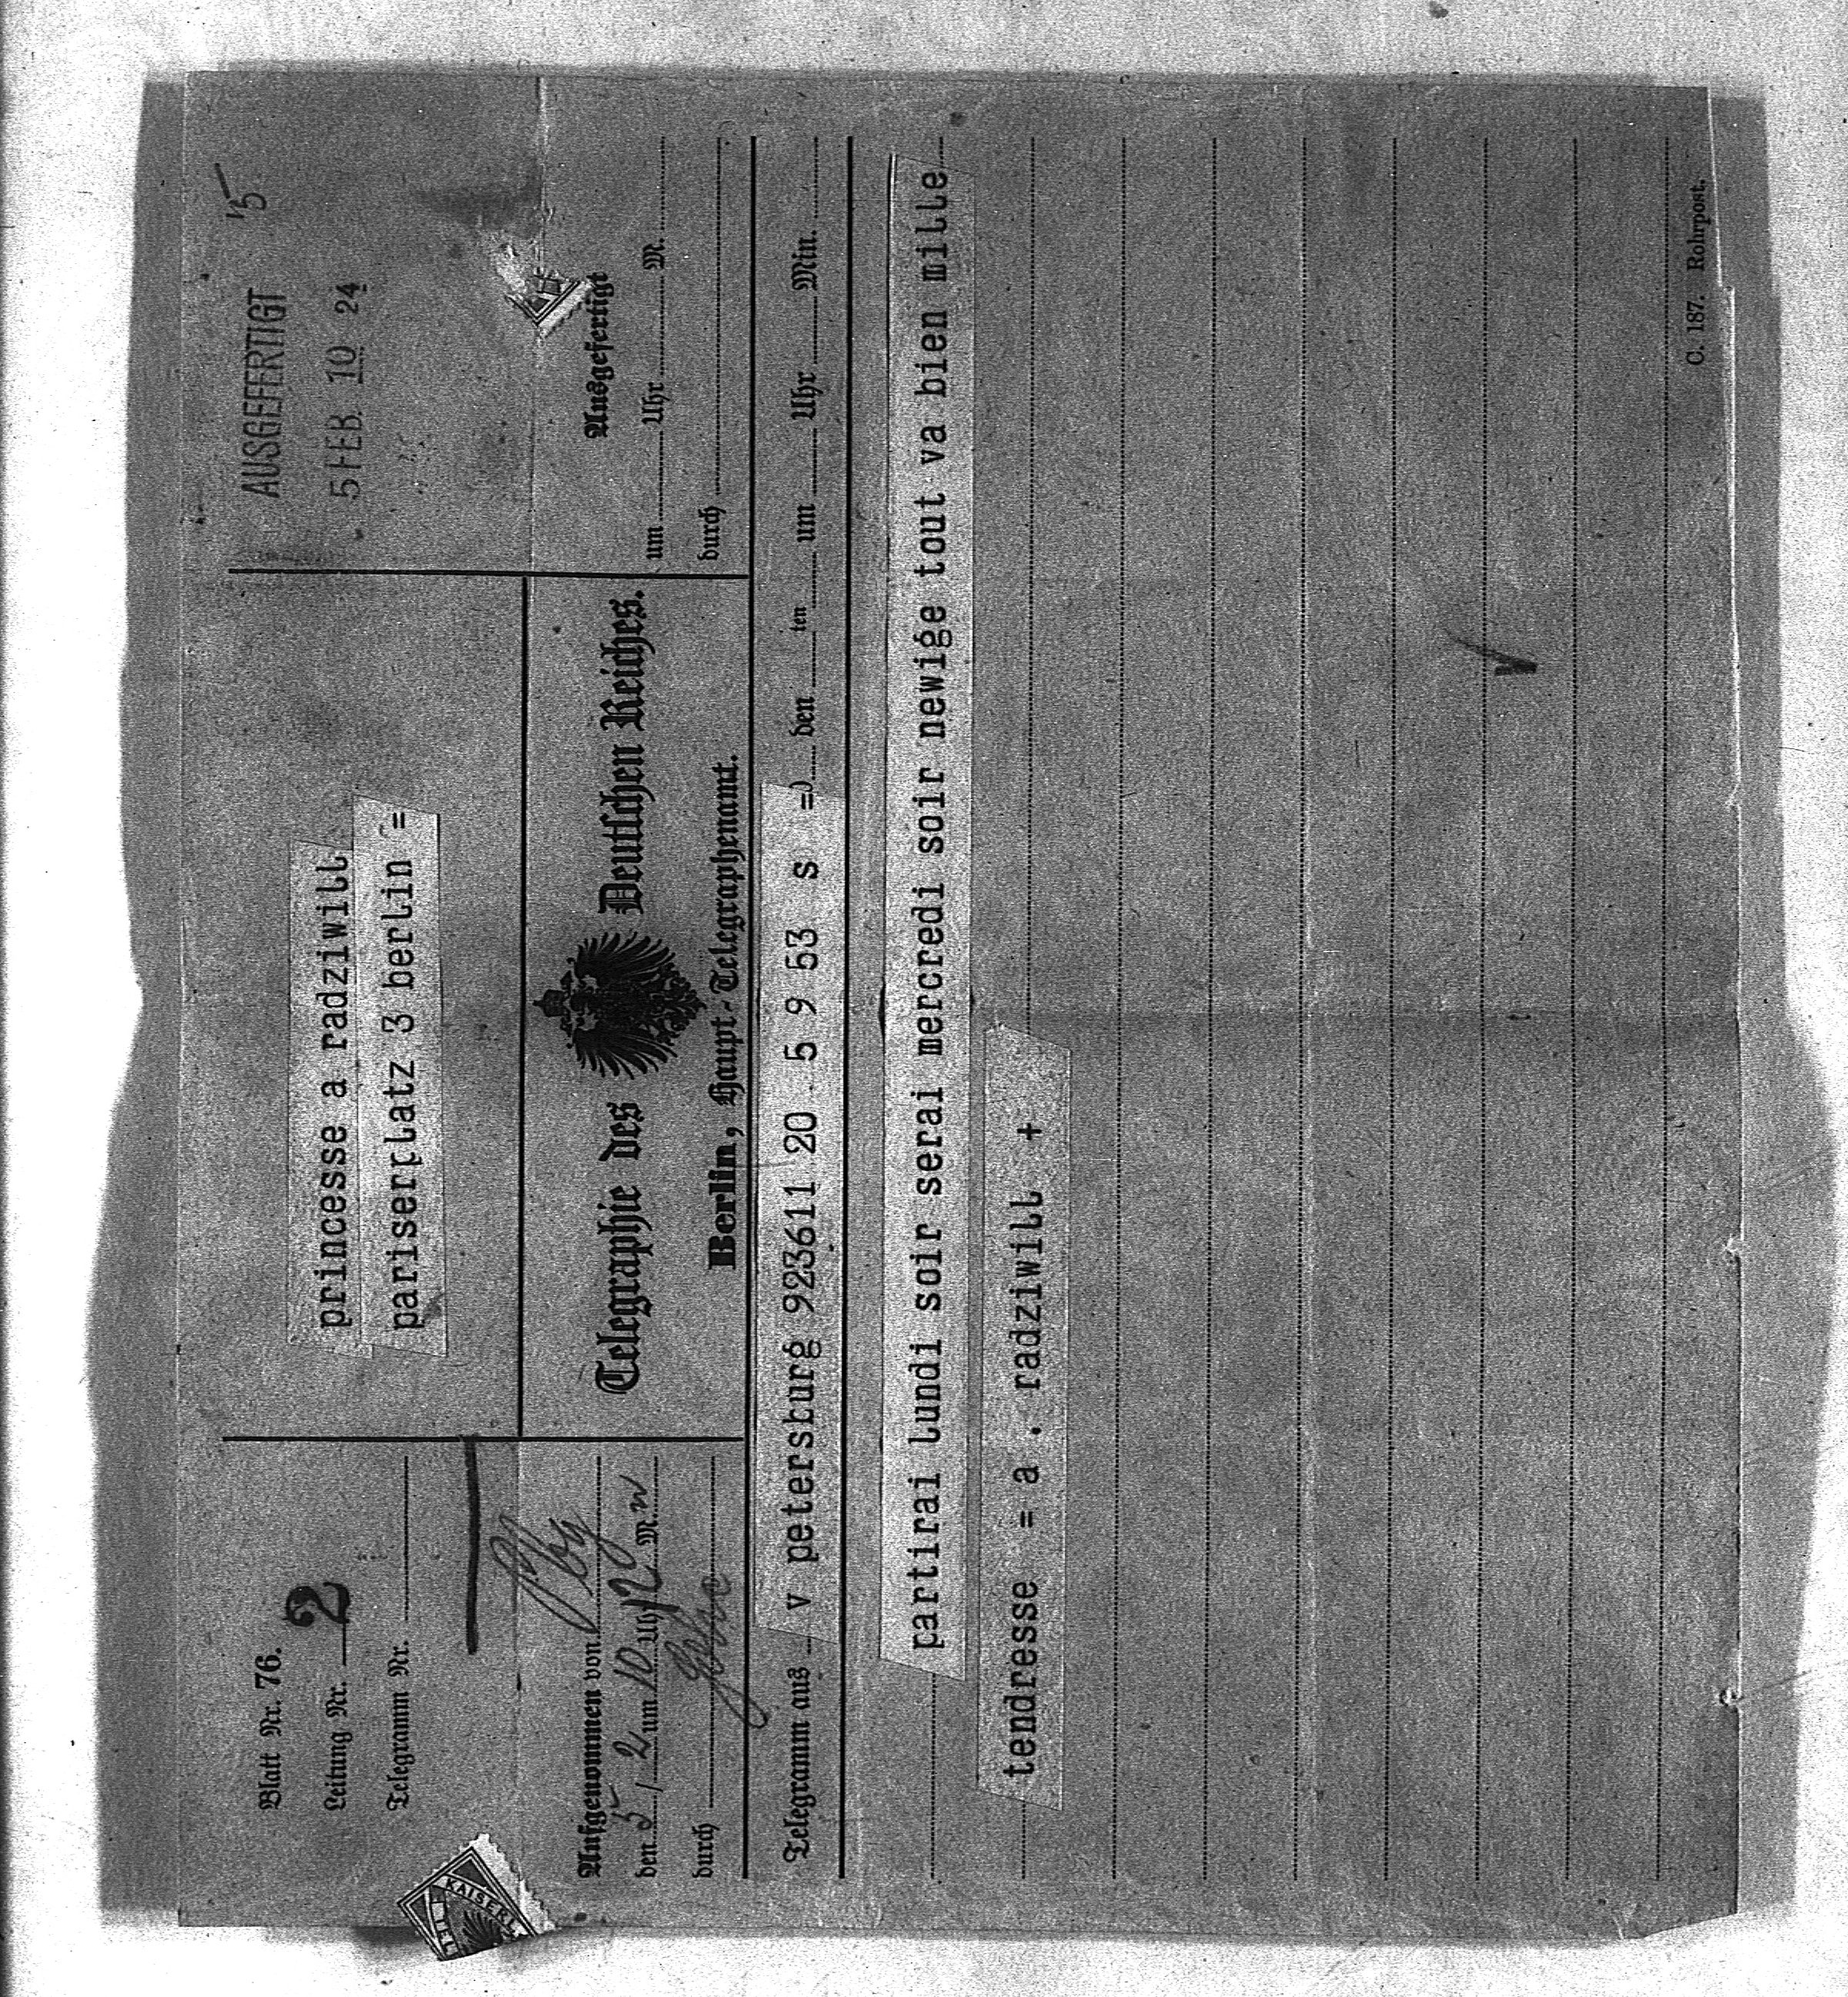 Blatt Nr. 76.
Leitung Nr. 2
Telegramm Nr.
princesse a radziwill
pariserplatz 3 berlin =
AUSGEFERTIGT
5 FEB. 10 24
5
Telegraphie des Deutschen Reiches.
Berlin, Haupt-Telegraphenamt.
Aufgenommen von Pbg
den 5/2 um 10 Uhr 12 M.
durch
Ausgefertigt
um Uhr M.
durch
KAISERL.
Telegramm aus v petersburg 923611 20 5 9 53 s = den ten um Uhr Min.
partirai lundi soir serai mercredi soir newige tout va bien mille
tendresse = a . radziwill +
C. 187. Rohrpost.